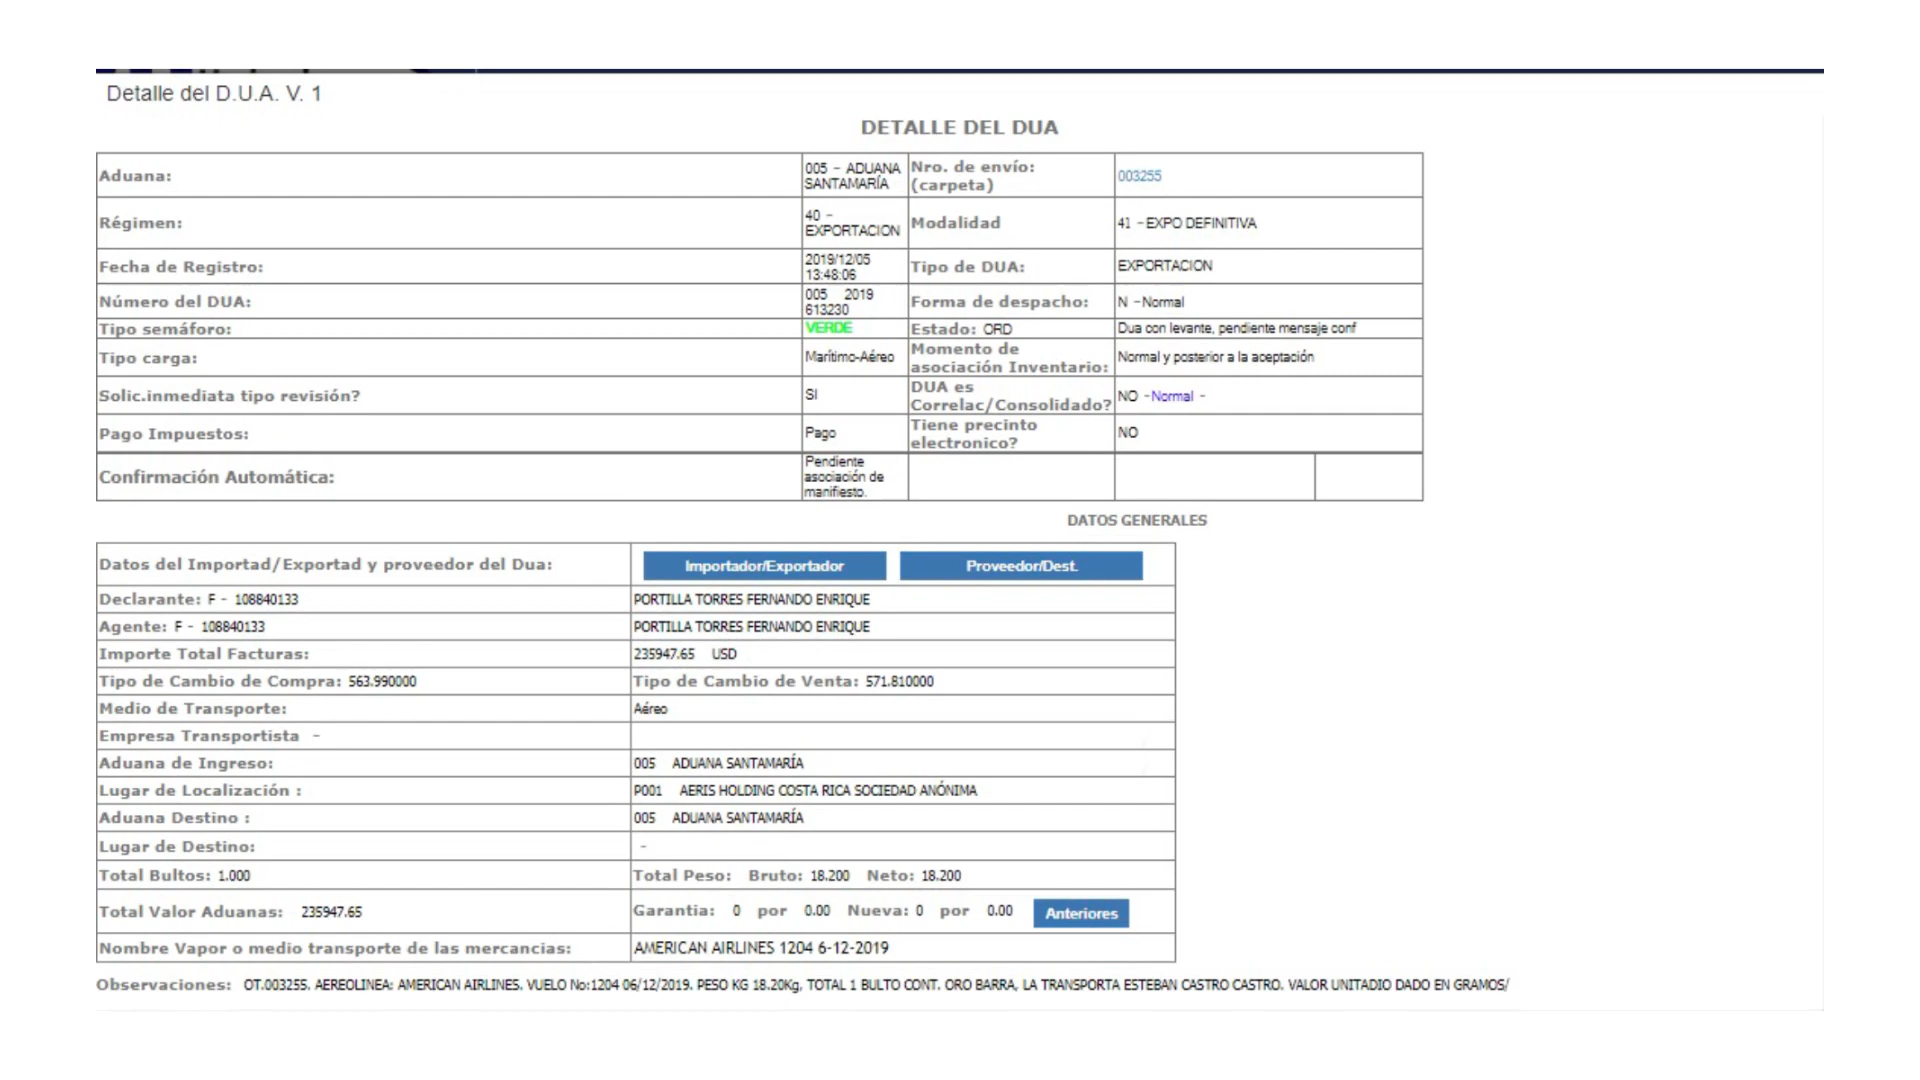 Detalle del D.U.A. V. 1
DETALLE DEL DUA
Aduana: 005 - ADUANA SANTAMARÍA Nro. de envío: (carpeta) 003255
Régimen: 40 - EXPORTACION Modalidad 41 -EXPO DEFINITIVA
Fecha de Registro: 2019/12/05 13:48:06 Tipo de DUA: EXPORTACION
Número del DUA: 005 2019 613230 Forma de despacho: N -Normal
Tipo semáforo: VERDE Estado: ORD Dua con levante, pendiente mensaje conf
Tipo carga: Marítimo-Aéreo Momento de asociación Inventario: Normal y posterior a la aceptación
Solic.inmediata tipo revisión? SI DUA es Correlac/Consolidado? NO -Normal -
Pago Impuestos: Pago Tiene precinto electronico? NO
Confirmación Automática: Pendiente asociación de manifiesto.
DATOS GENERALES
Datos del Importad/Exportad y proveedor del Dua: Importador/Exportador Proveedor/Dest.
Declarante: F - 108840133 PORTILLA TORRES FERNANDO ENRIQUE
Agente: F - 108840133 PORTILLA TORRES FERNANDO ENRIQUE
Importe Total Facturas: 235947.65 USD
Tipo de Cambio de Compra: 563.990000 Tipo de Cambio de Venta: 571.810000
Medio de Transporte: Aéreo
Empresa Transportista -
Aduana de Ingreso: 005 ADUANA SANTAMARÍA
Lugar de Localización : P001 AERIS HOLDING COSTA RICA SOCIEDAD ANÓNIMA
Aduana Destino : 005 ADUANA SANTAMARÍA
Lugar de Destino: -
Total Bultos: 1.000 Total Peso: Bruto: 18.200 Neto: 18.200
Total Valor Aduanas: 235947.65 Garantia: 0 por 0.00 Nueva: 0 por 0.00 Anteriores
Nombre Vapor o medio transporte de las mercancias: AMERICAN AIRLINES 1204 6-12-2019
Observaciones: OT.003255. AEREOLINEA: AMERICAN AIRLINES. VUELO No:1204 06/12/2019. PESO KG 18.20Kg, TOTAL 1 BULTO CONT. ORO BARRA, LA TRANSPORTA ESTEBAN CASTRO CASTRO. VALOR UNITADIO DADO EN GRAMOS/